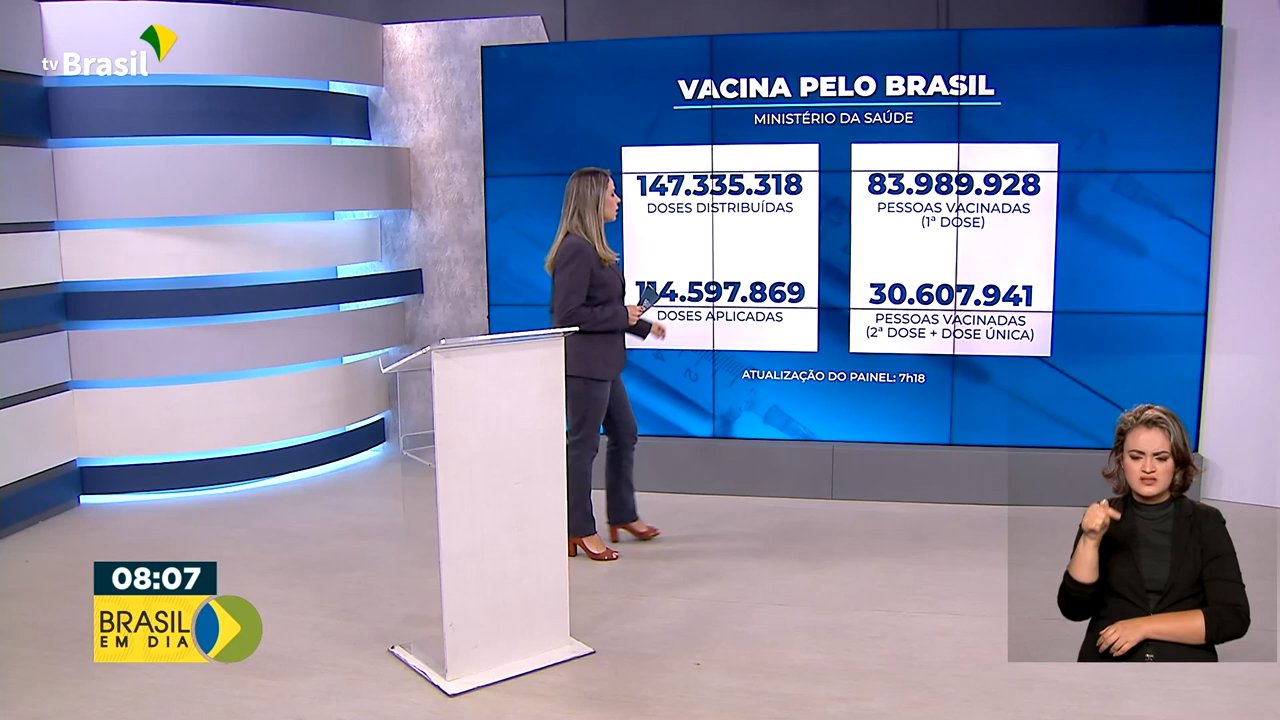 tv Brasil
VACINA PELO BRASIL
MINISTÉRIO DA SAÚDE
147.335.318
DOSES DISTRIBUÍDAS
114.597.869
DOSES APLICADAS
83.989.928
PESSOAS VACINADAS
(1ª DOSE)
30.607.941
PESSOAS VACINADAS
(2ª DOSE + DOSE ÚNICA)
ATUALIZAÇÃO DO PAINEL: 7h18
08:07
BRASIL
EM DIA